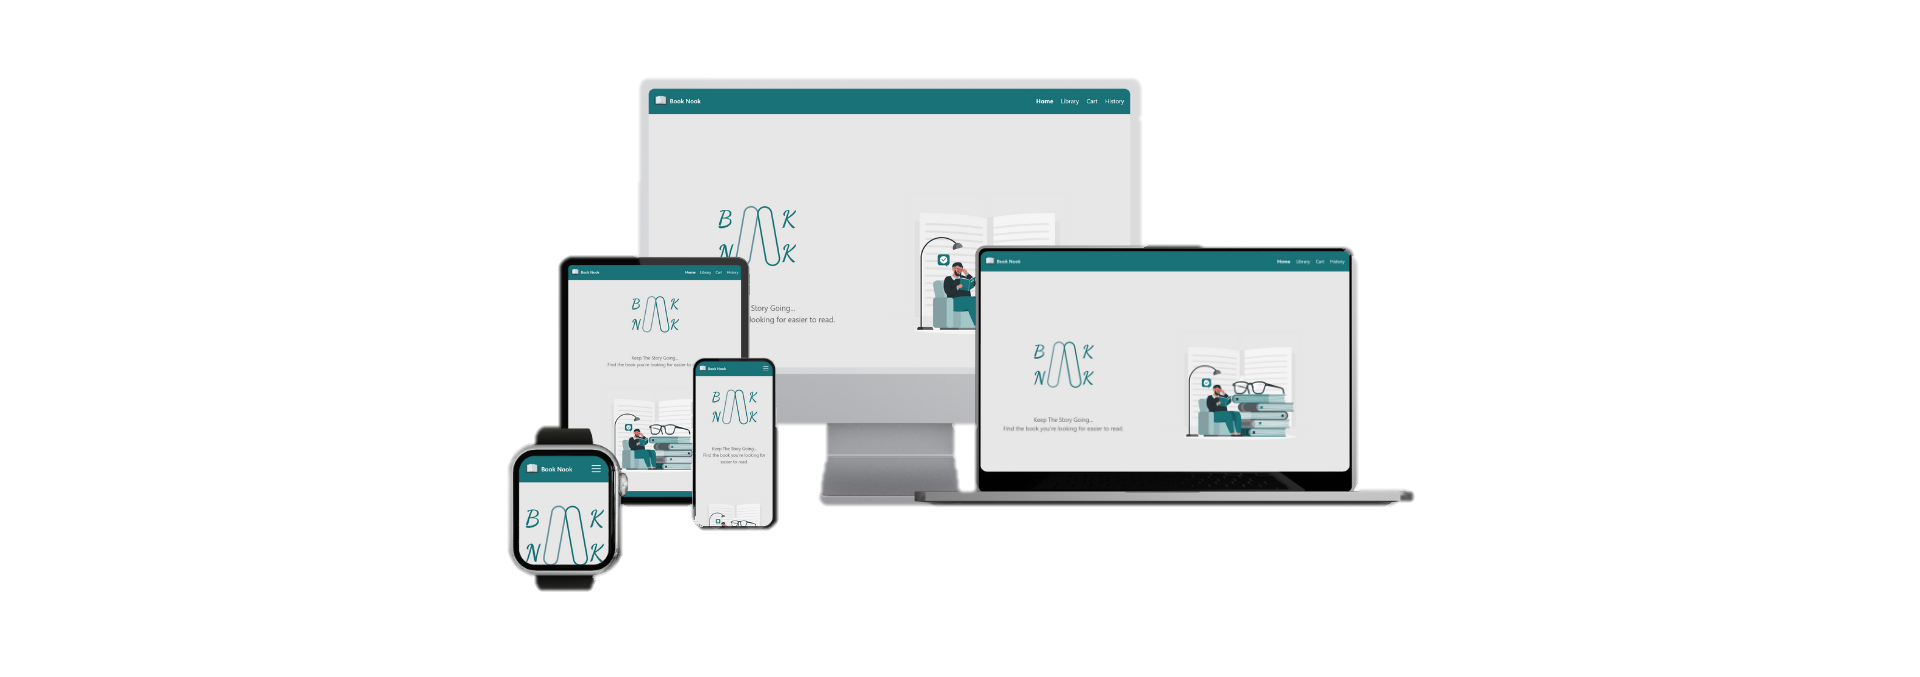 Book Nook
Home Library Cart History
B K
N K
Story Going...
looking for easier to read.
Book Nook
Home Library Cart History
B K
N K
Keep The Story Going...
Find the book you're looking for easier to
Book Nook
B K
N K
Keep The Story Going...
Find the book you're looking for
easier to read.
Book Nook
B K
N K
Book Nook
Home Library Cart History
B K
N K
Keep The Story Going...
Find the book you're looking for easier to read.